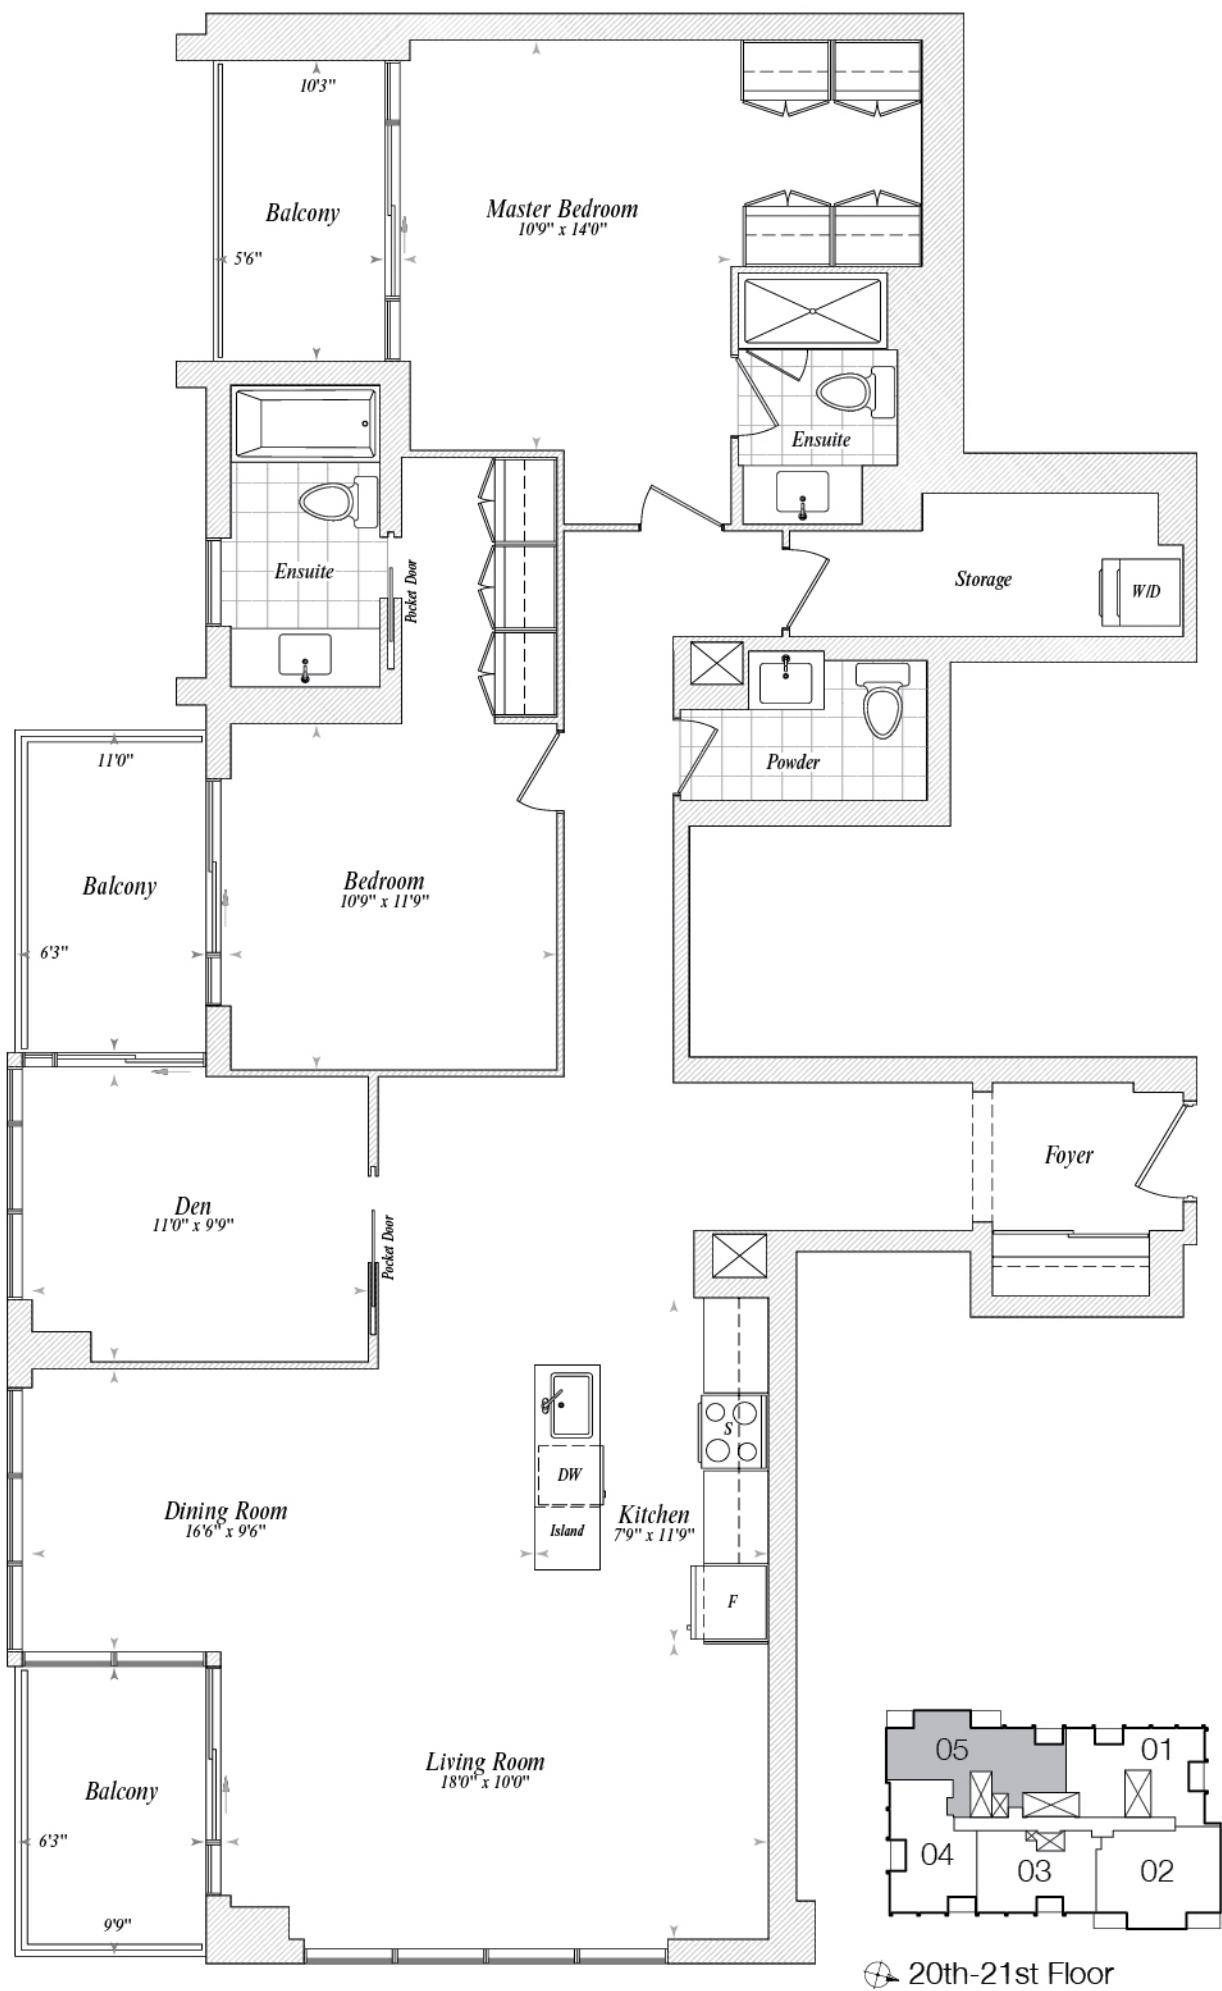 10'3"
Balcony
5'6"
Master Bedroom
10'9" x 14'0"
Ensuite
Ensuite
Pocket Door
Storage
W/D
Powder
11'0"
Balcony
6'3"
Bedroom
10'9" x 11'9"
Foyer
Den
11'0" x 9'9"
Pocket Door
S
DW
Island
Dining Room
16'6" x 9'6"
Kitchen
7'9" x 11'9"
F
Living Room
18'0" x 10'0"
Balcony
6'3"
9'9"
05
01
04
03
02
20th-21st Floor